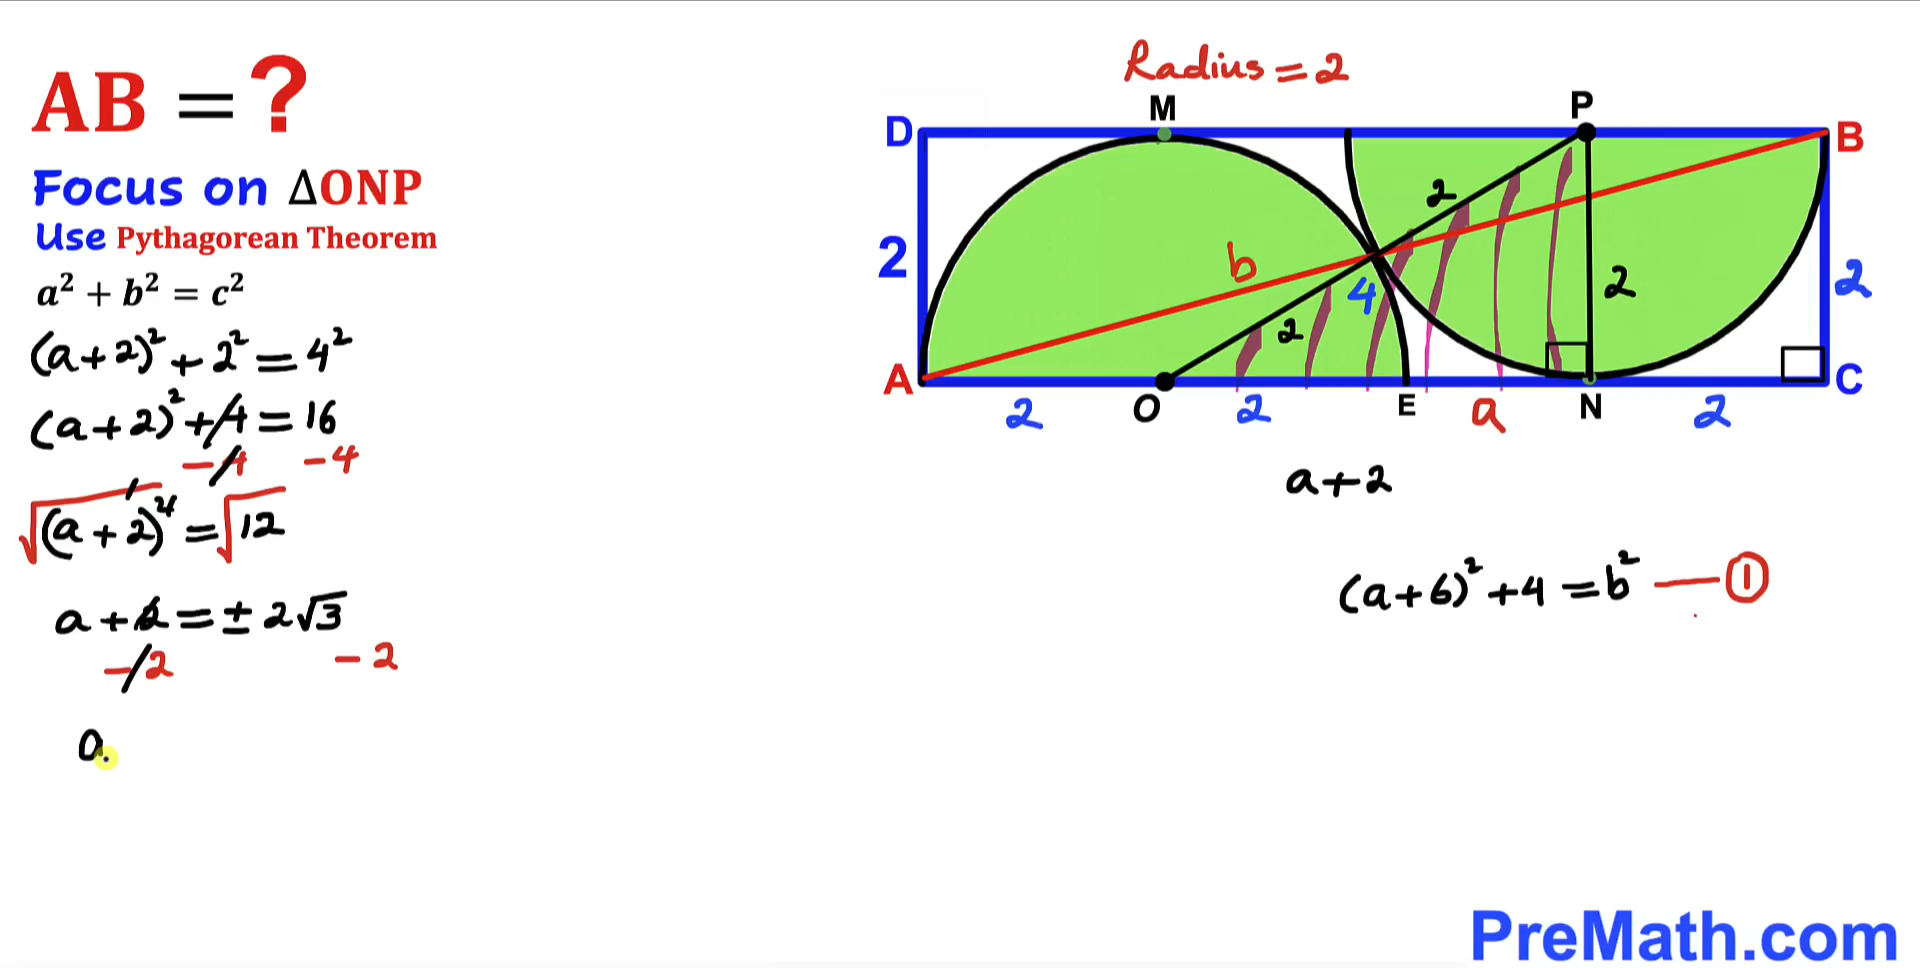 AB = ?
Focus on ΔONP
Use Pythagorean Theorem
a² + b² = c²
(a+2)² + 2² = 4²
(a+2)² + 4 = 16
-4 -4
√(a+2)² = √12
a + 2 = ± 2√3
-2 -2
a
Radius = 2
D M P B
2 b 2 4 2 2 2
A O E N C
2 2 a 2
a+2
(a+6)² + 4 = b² — ①
PreMath.com